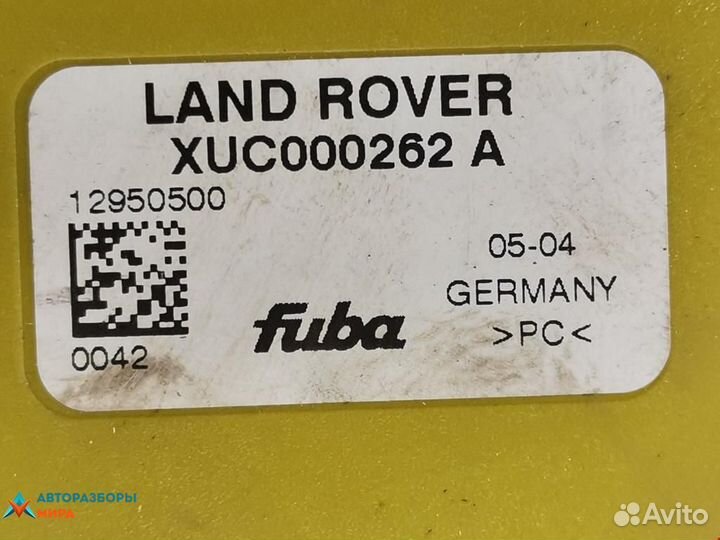 LAND ROVER
XUC000262 A
12950500
05-04
GERMANY
0042
fuba
>PC<
АВТОРАЗБОРЫ
МИРА
Avito